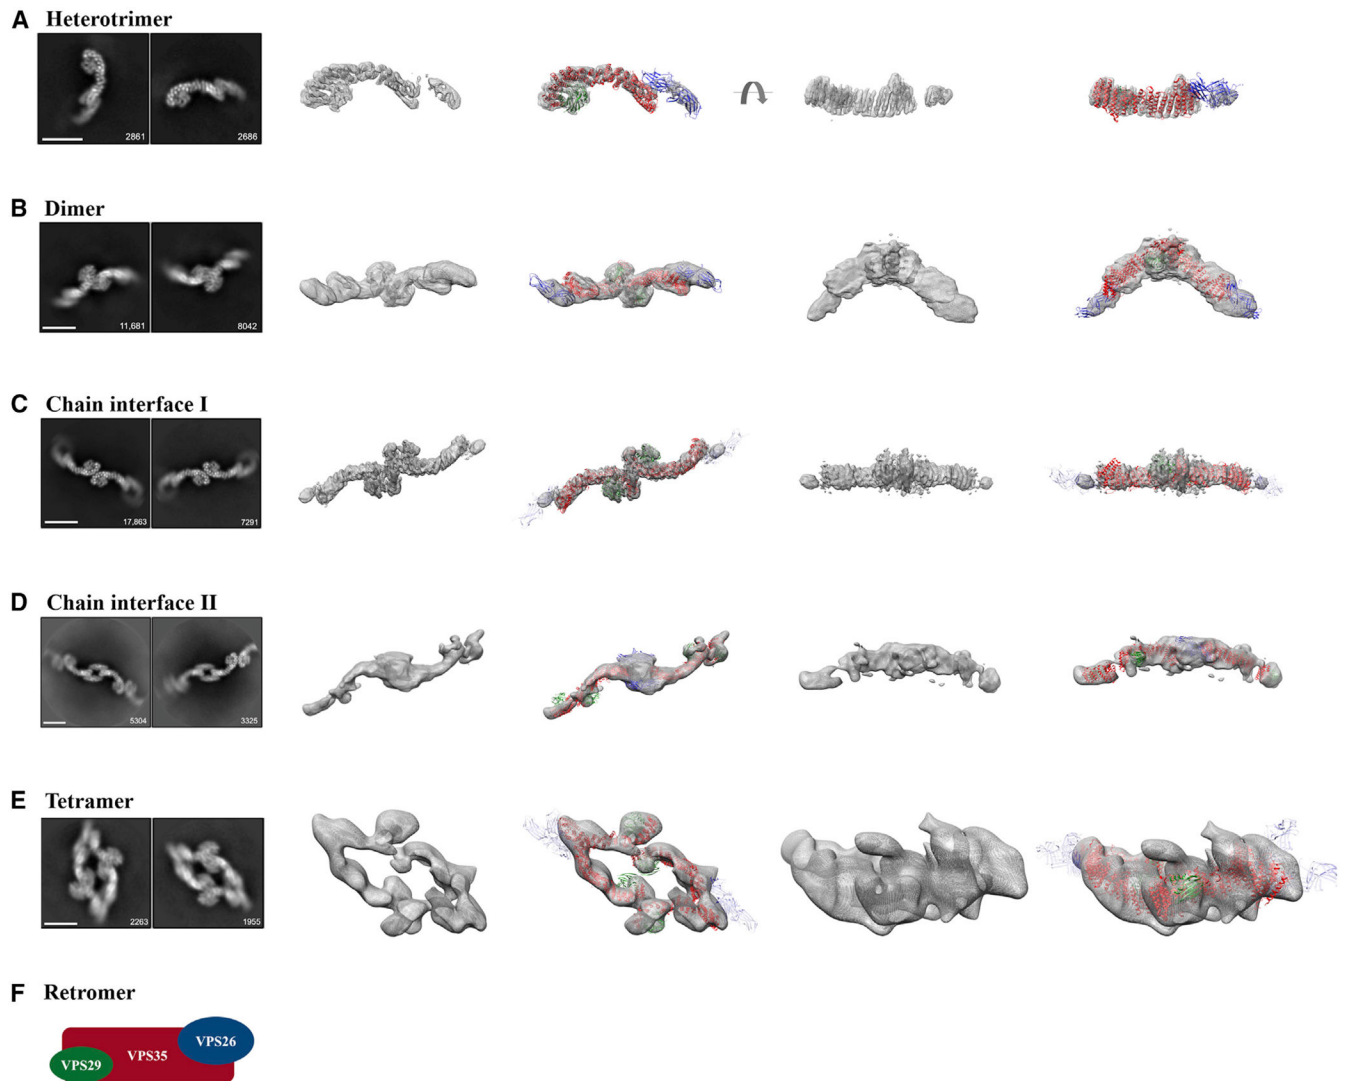 A Heterotrimer
2861 2686
B Dimer
11,681 8042
C Chain interface I
17,863 7291
D Chain interface II
5304 3325
E Tetramer
2263 1955
F Retromer
VPS26
VPS35
VPS29